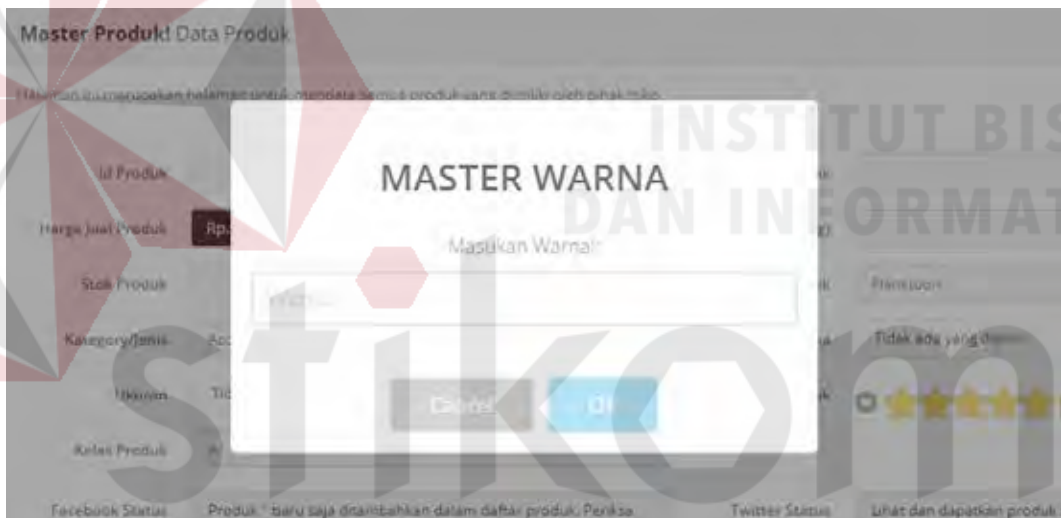 Master Produk! Data Produk
Halaman ini merupakan halaman untuk mendata semua produk yang dimiliki oleh pihak toko.
INSTITUT BIS
DAN INFORMAT
stikom
MASTER WARNA
Masukan Warna!:
Warna
Cancel
OK
Id Produk
Harga Jual Produk Rp.
Stok Produk
Kategory/Jenis
Tidak ada yang
Ukuran
Kelas Produk
Facebook Status Produk * baru saja ditambahkan dalam daftar produk. Periksa Twitter Status Lihat dan dapatkan produk